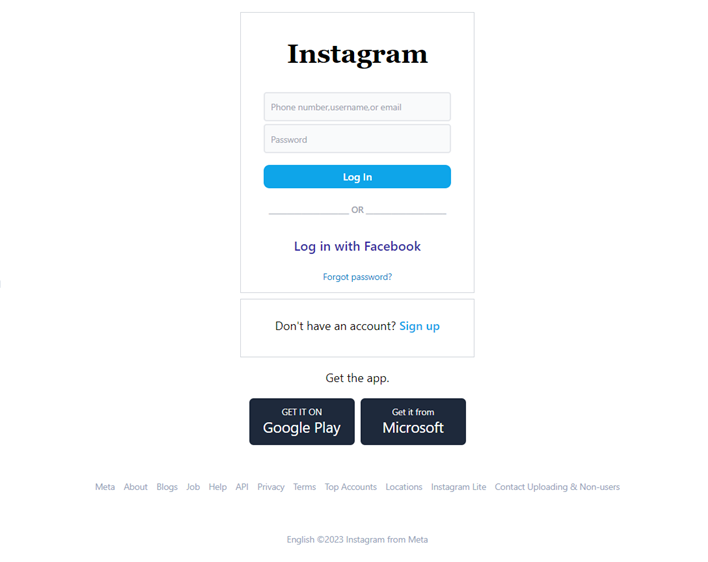 Instagram
Phone number,username,or email
Password
Log In
OR
Log in with Facebook
Forgot password?
Don't have an account? Sign up
Get the app.
GET IT ON
Google Play
Get it from
Microsoft
Meta About Blogs Job Help API Privacy Terms Top Accounts Locations Instagram Lite Contact Uploading & Non-users
English ©2023 Instagram from Meta